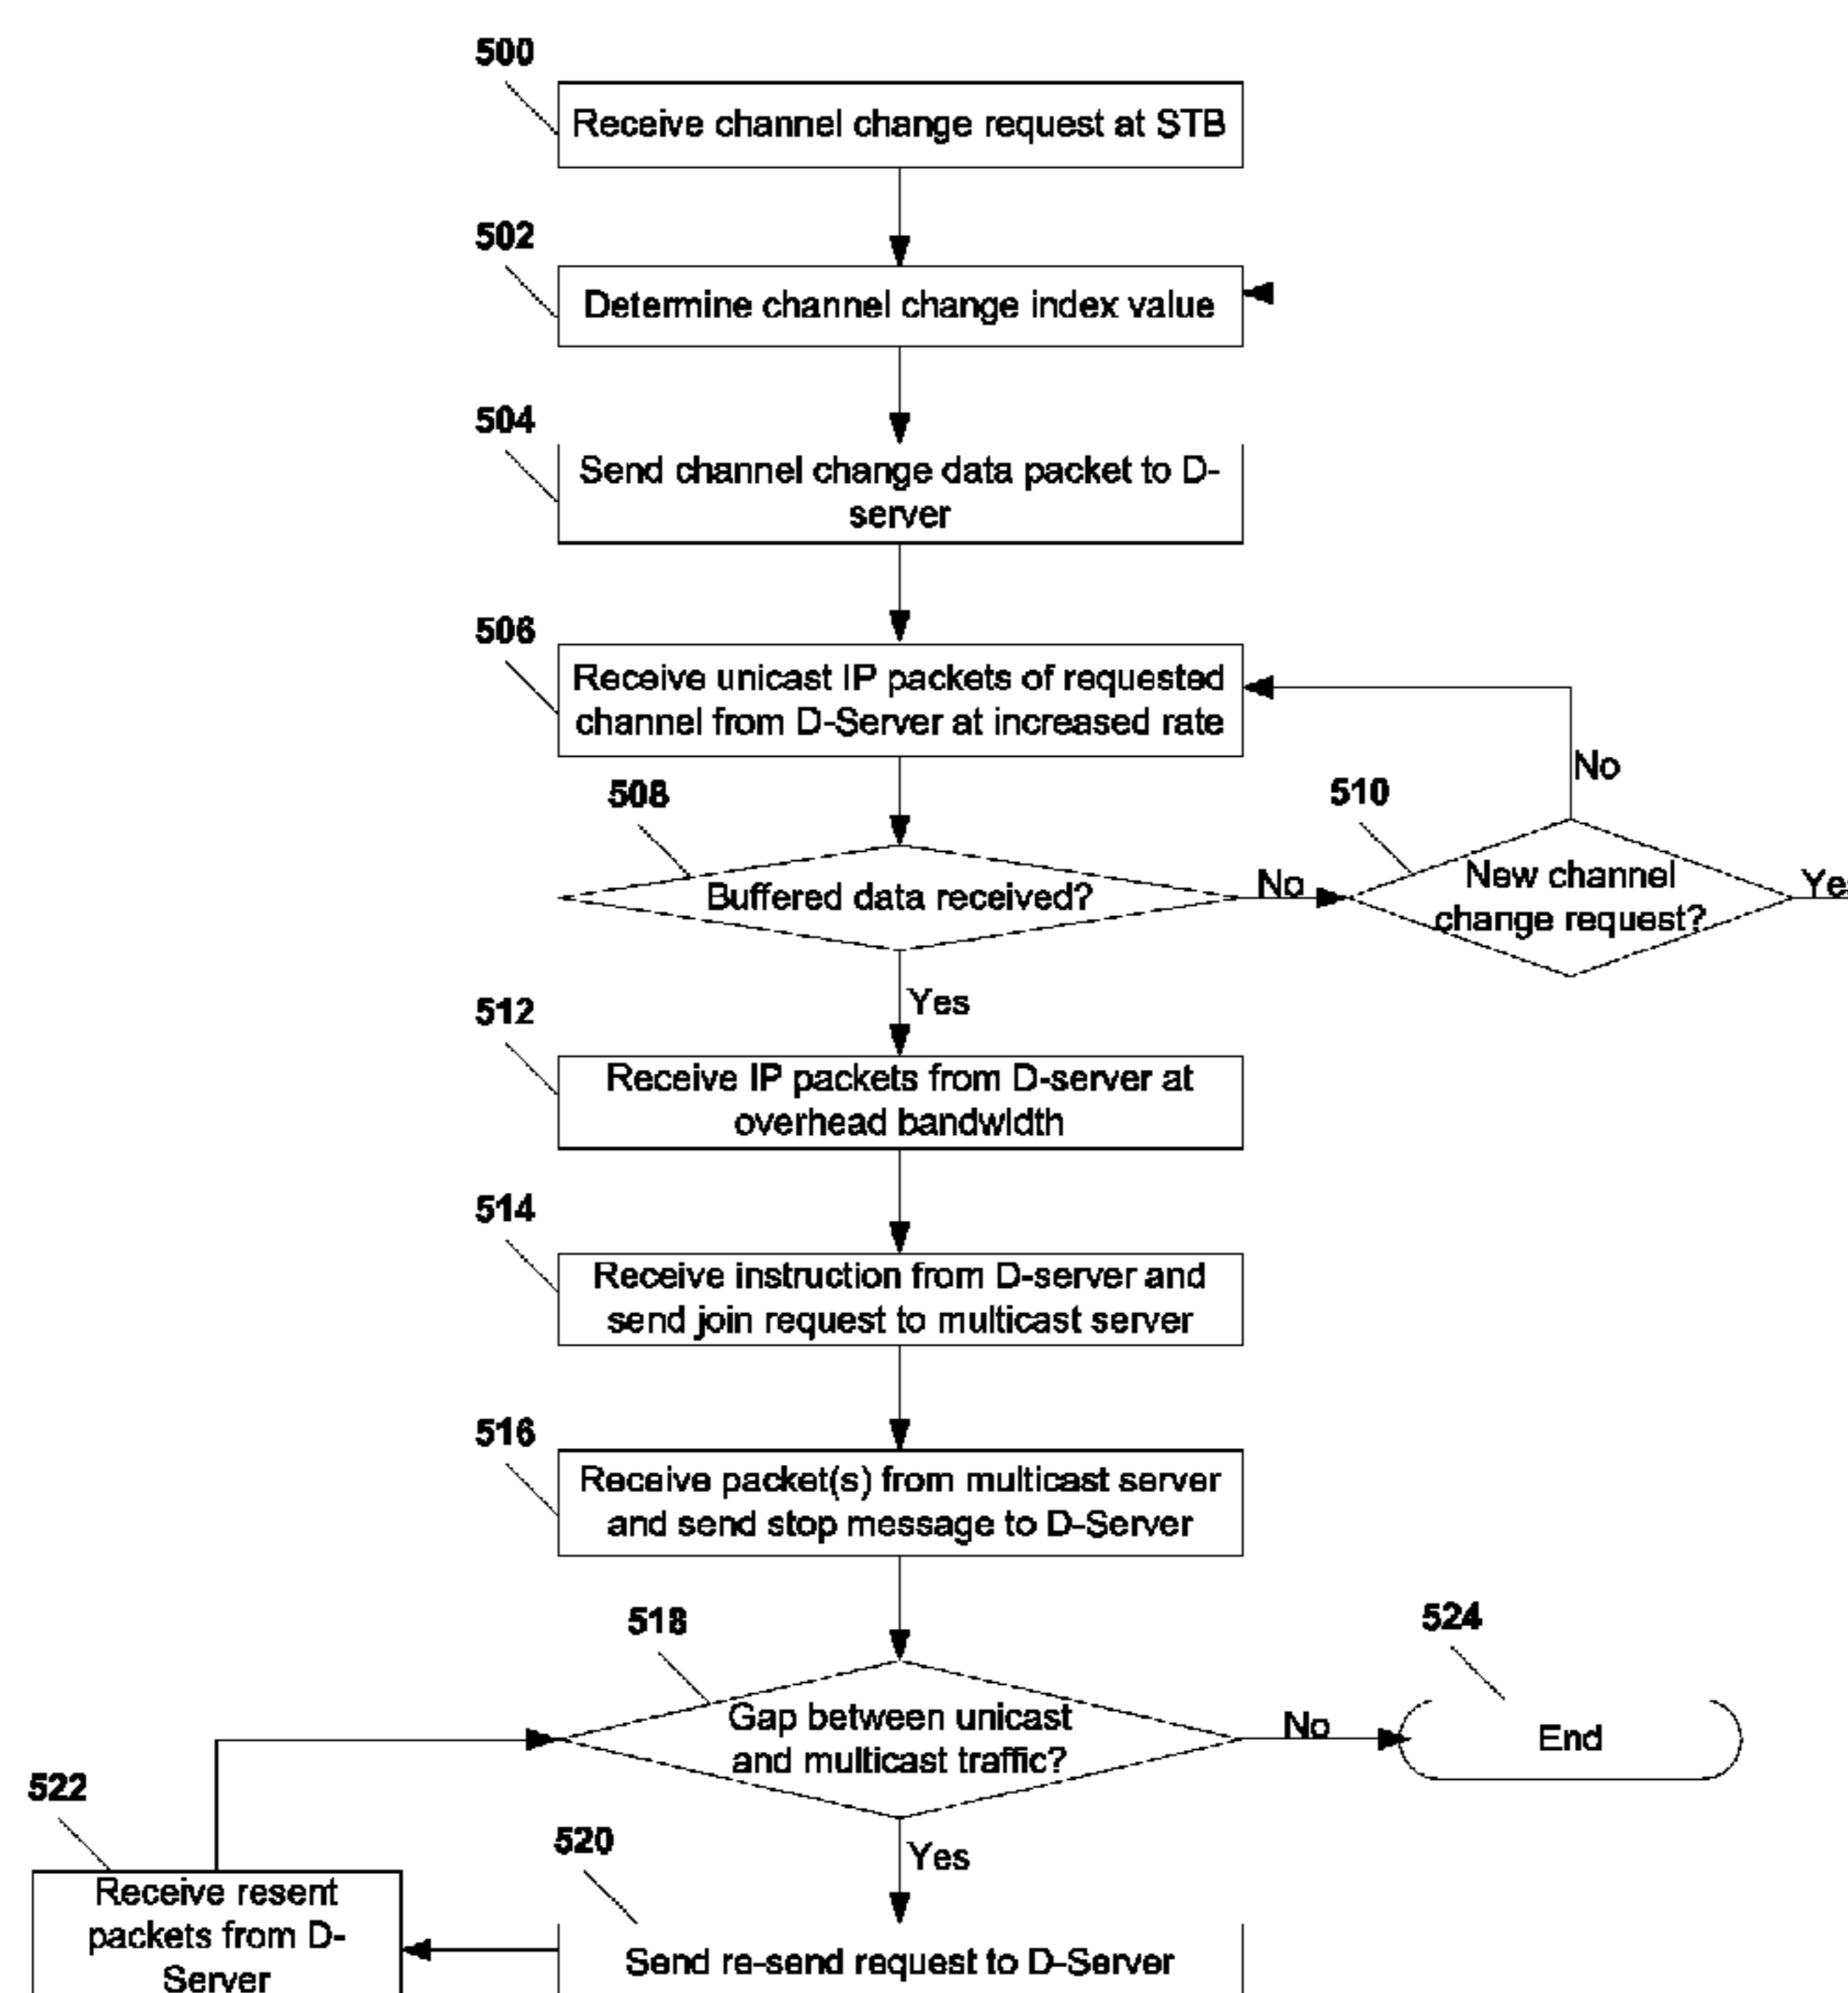 500
Receive channel change request at STB
502
Determine channel change index value
504
Send channel change data packet to D-
server
506
Receive unicast IP packets of requested
channel from D-Server at increased rate
No
508
510
Buffered data received?
No
New channel
change request?
Yes
512
Receive IP packets from D-server at
overhead bandwidth
514
Receive instruction from D-server and
send join request to multicast server
516
Receive packet(s) from multicast server
and send stop message to D-Server
518
524
Gap between unicast
and multicast traffic?
No
End
522
520
Yes
Receive resent
packets from D-
Server
Send re-send request to D-Server